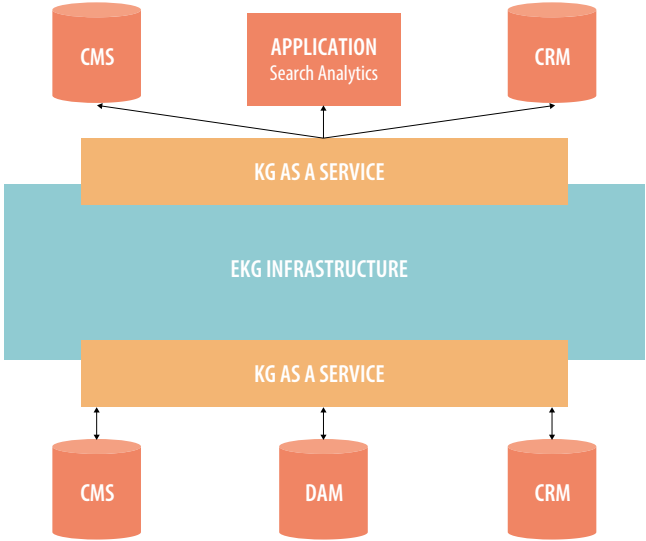 CMS
APPLICATION
Search Analytics
CRM
KG AS A SERVICE
EKG INFRASTRUCTURE
KG AS A SERVICE
CMS
DAM
CRM